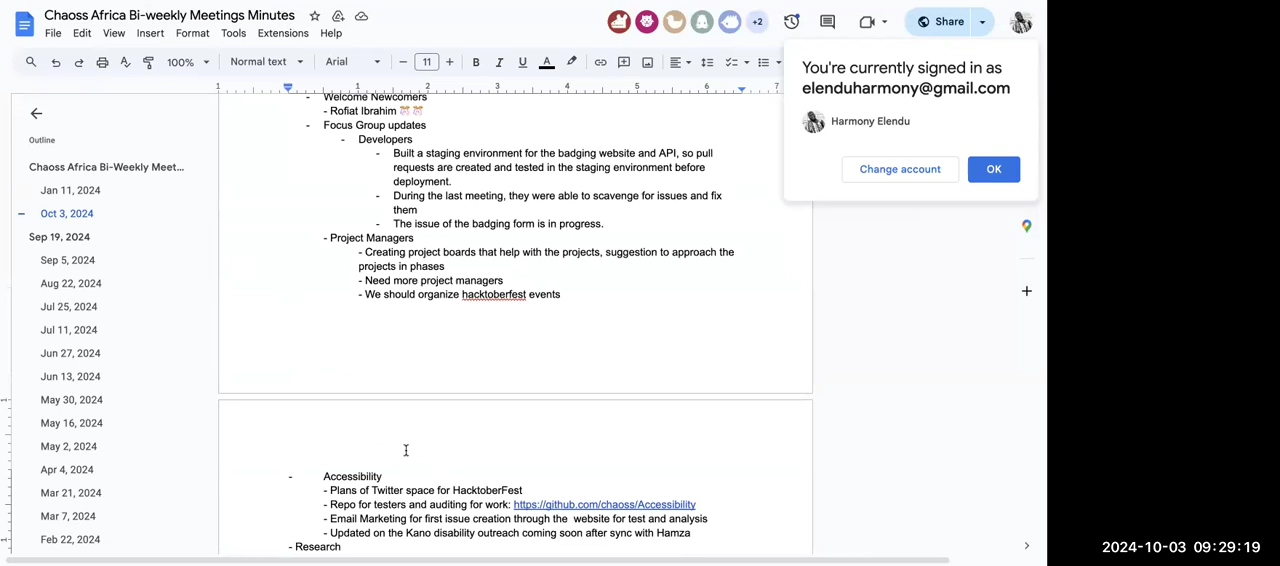 Chaoss Africa Bi-weekly Meetings Minutes
File Edit View Insert Format Tools Extensions Help
+2
Share
100% Normal text Arial 11
1 1 2 3 4 5 6 7
You're currently signed in as
elenduharmony@gmail.com
Harmony Elendu
Change account OK
Outline
Chaoss Africa Bi-Weekly Meet...
Jan 11, 2024
Oct 3, 2024
Sep 19, 2024
Sep 5, 2024
Aug 22, 2024
Jul 25, 2024
Jul 11, 2024
Jun 27, 2024
Jun 13, 2024
May 30, 2024
May 16, 2024
May 2, 2024
Apr 4, 2024
Mar 21, 2024
Mar 7, 2024
Feb 22, 2024
- Welcome Newcomers
- Rofiat Ibrahim 🎊🎊
- Focus Group updates
- Developers
- Built a staging environment for the badging website and API, so pull
requests are created and tested in the staging environment before
deployment.
- During the last meeting, they were able to scavenge for issues and fix
them
- The issue of the badging form is in progress.
- Project Managers
- Creating project boards that help with the projects, suggestion to approach the
projects in phases
- Need more project managers
- We should organize hacktoberfest events
- Accessibility
- Plans of Twitter space for HacktoberFest
- Repo for testers and auditing for work: https://github.com/chaoss/Accessibility
- Email Marketing for first issue creation through the website for test and analysis
- Updated on the Kano disability outreach coming soon after sync with Hamza
- Research
2024-10-03 09:29:19